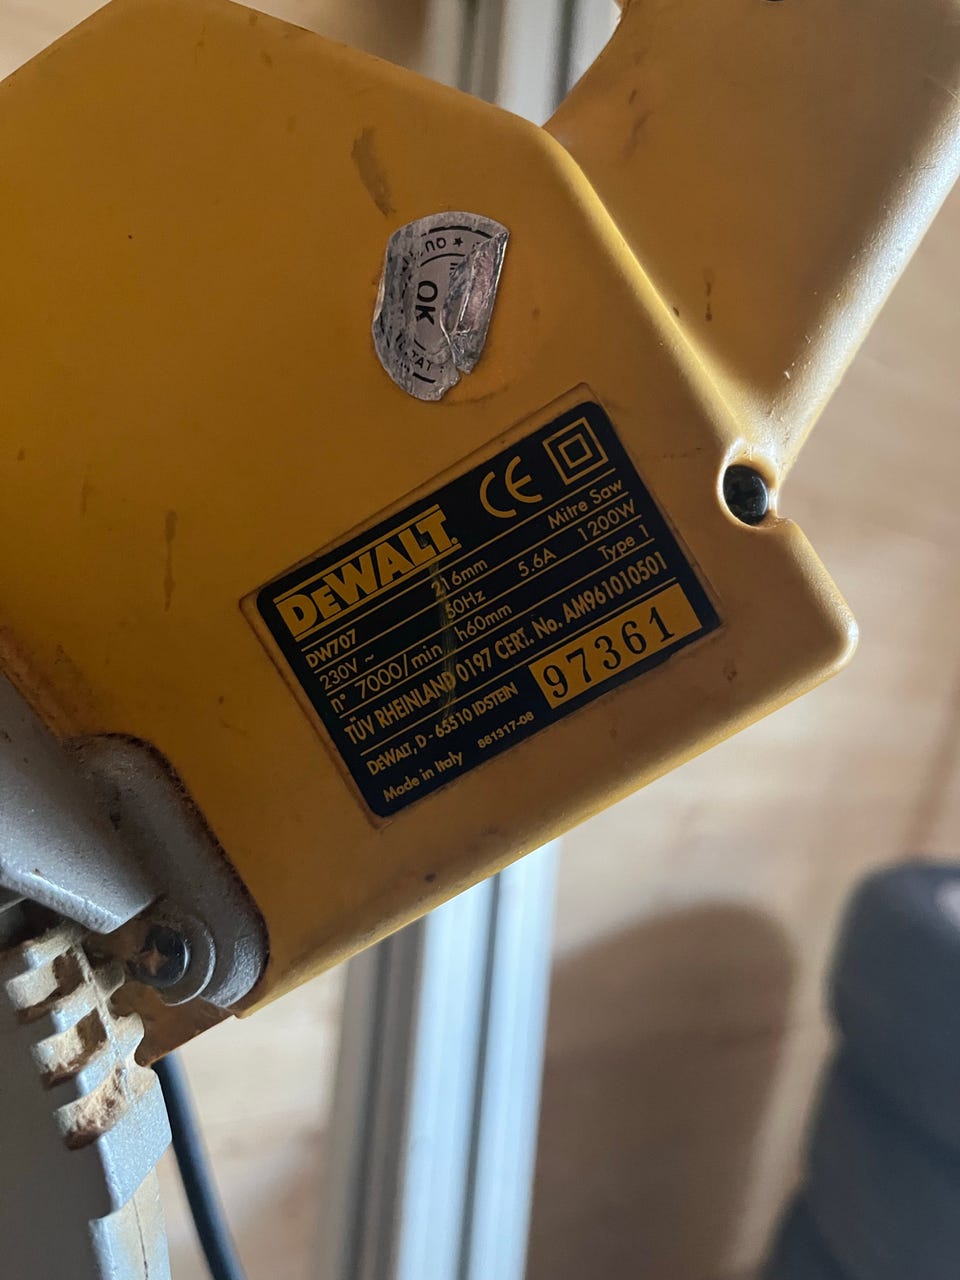 OK
DEWALT
CE
DW707 216mm Mitre Saw
230V ~ 50Hz 5.6A 1200W
n° 7000/min h60mm Type 1
TÜV RHEINLAND 0197 CERT. No. AM961010501
DEWALT, D - 65510 IDSTEIN
97361
Made in Italy 881317-08